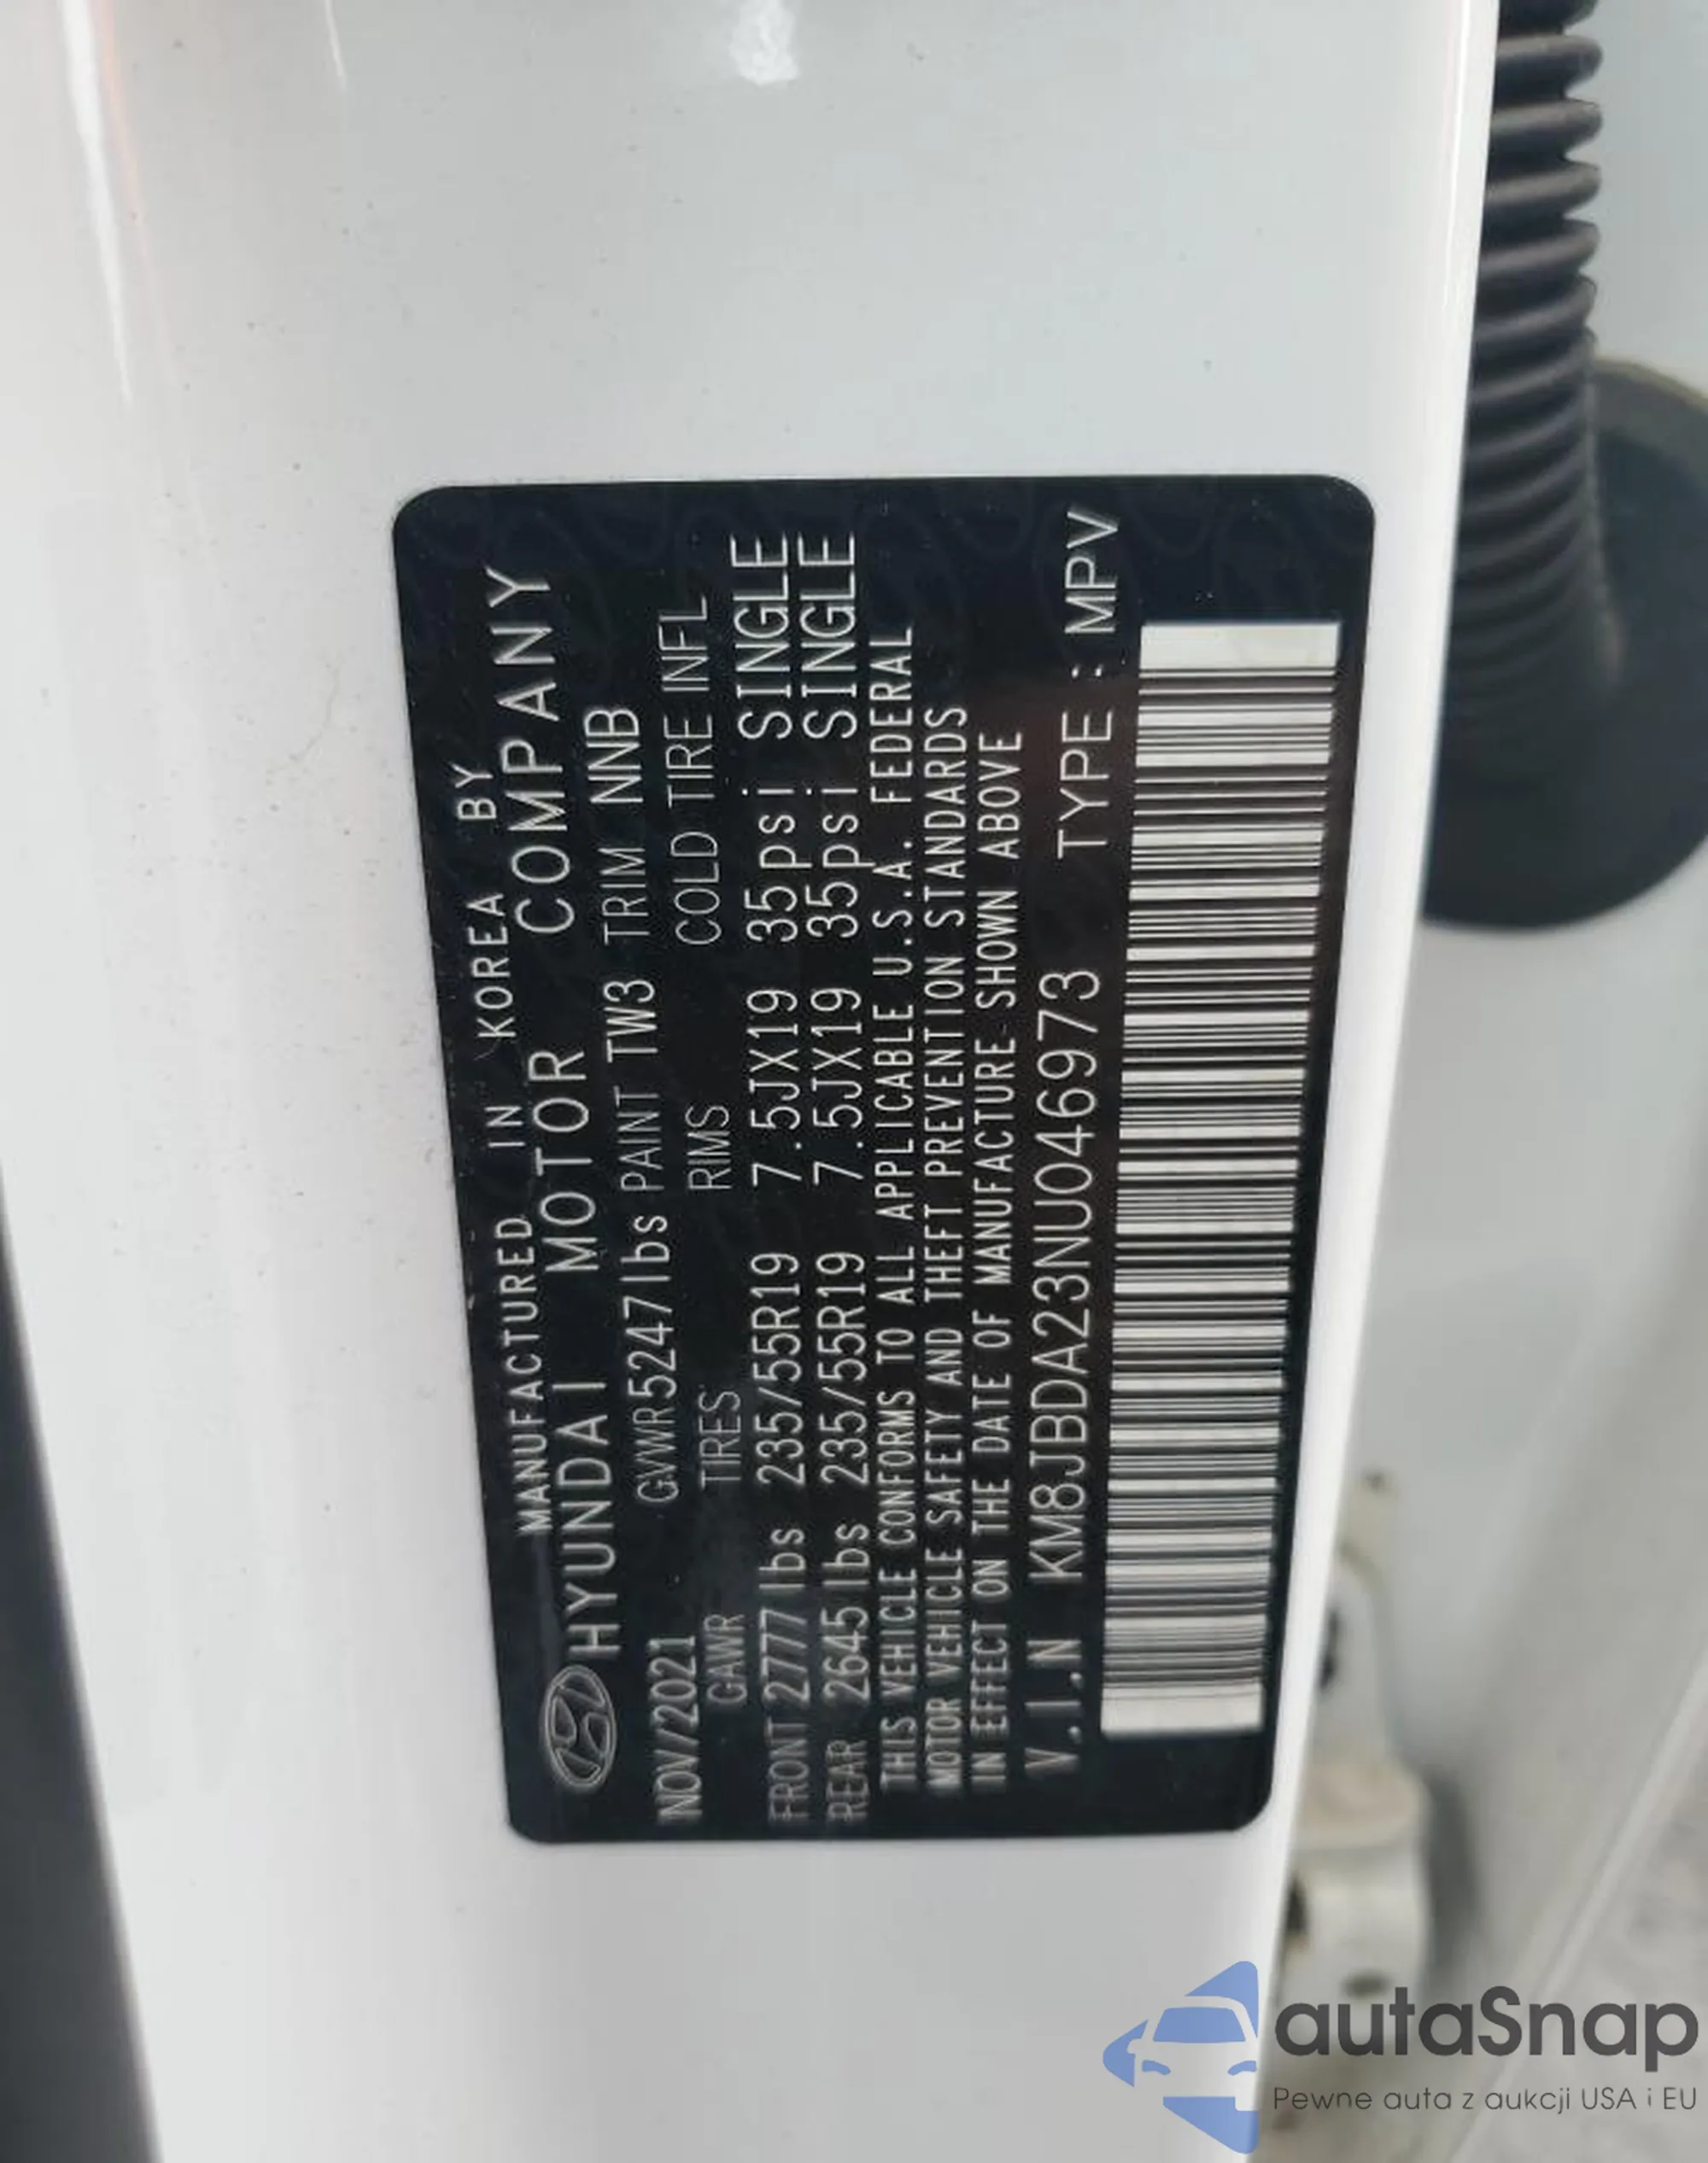 MANUFACTURED IN KOREA BY
HYUNDAI MOTOR COMPANY
NOV/2021 GVWR 5247 lbs PAINT TW3 TRIM NNB
GAWR TIRES RIMS COLD TIRE INFL
FRONT 2777 lbs 235/55R19 7.5JX19 35psi SINGLE
REAR 2645 lbs 235/55R19 7.5JX19 35psi SINGLE
THIS VEHICLE CONFORMS TO ALL APPLICABLE U.S.A. FEDERAL
MOTOR VEHICLE SAFETY AND THEFT PREVENTION STANDARDS
IN EFFECT ON THE DATE OF MANUFACTURE SHOWN ABOVE
V.I.N KM8JBDA23NU046973 TYPE : MPV
autaSnap
Pewne auta z aukcji USA i EU